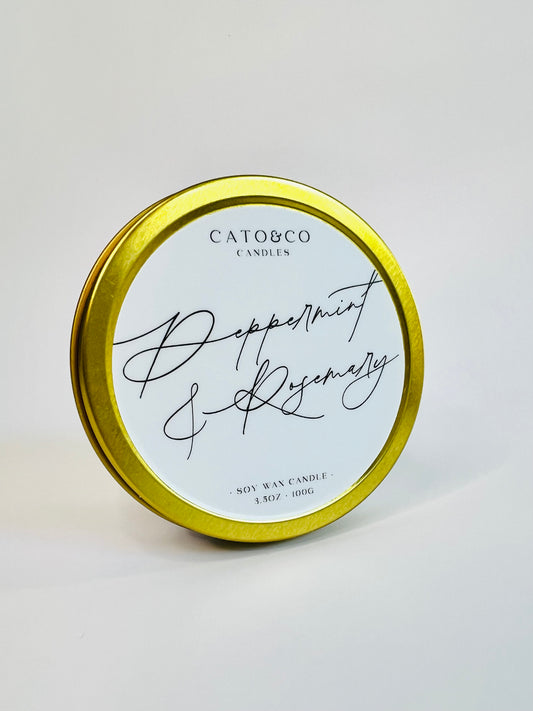 CATO&CO
CANDLES
Peppermint
& Rosemary
· SOY WAX CANDLE ·
3.5OZ · 100G